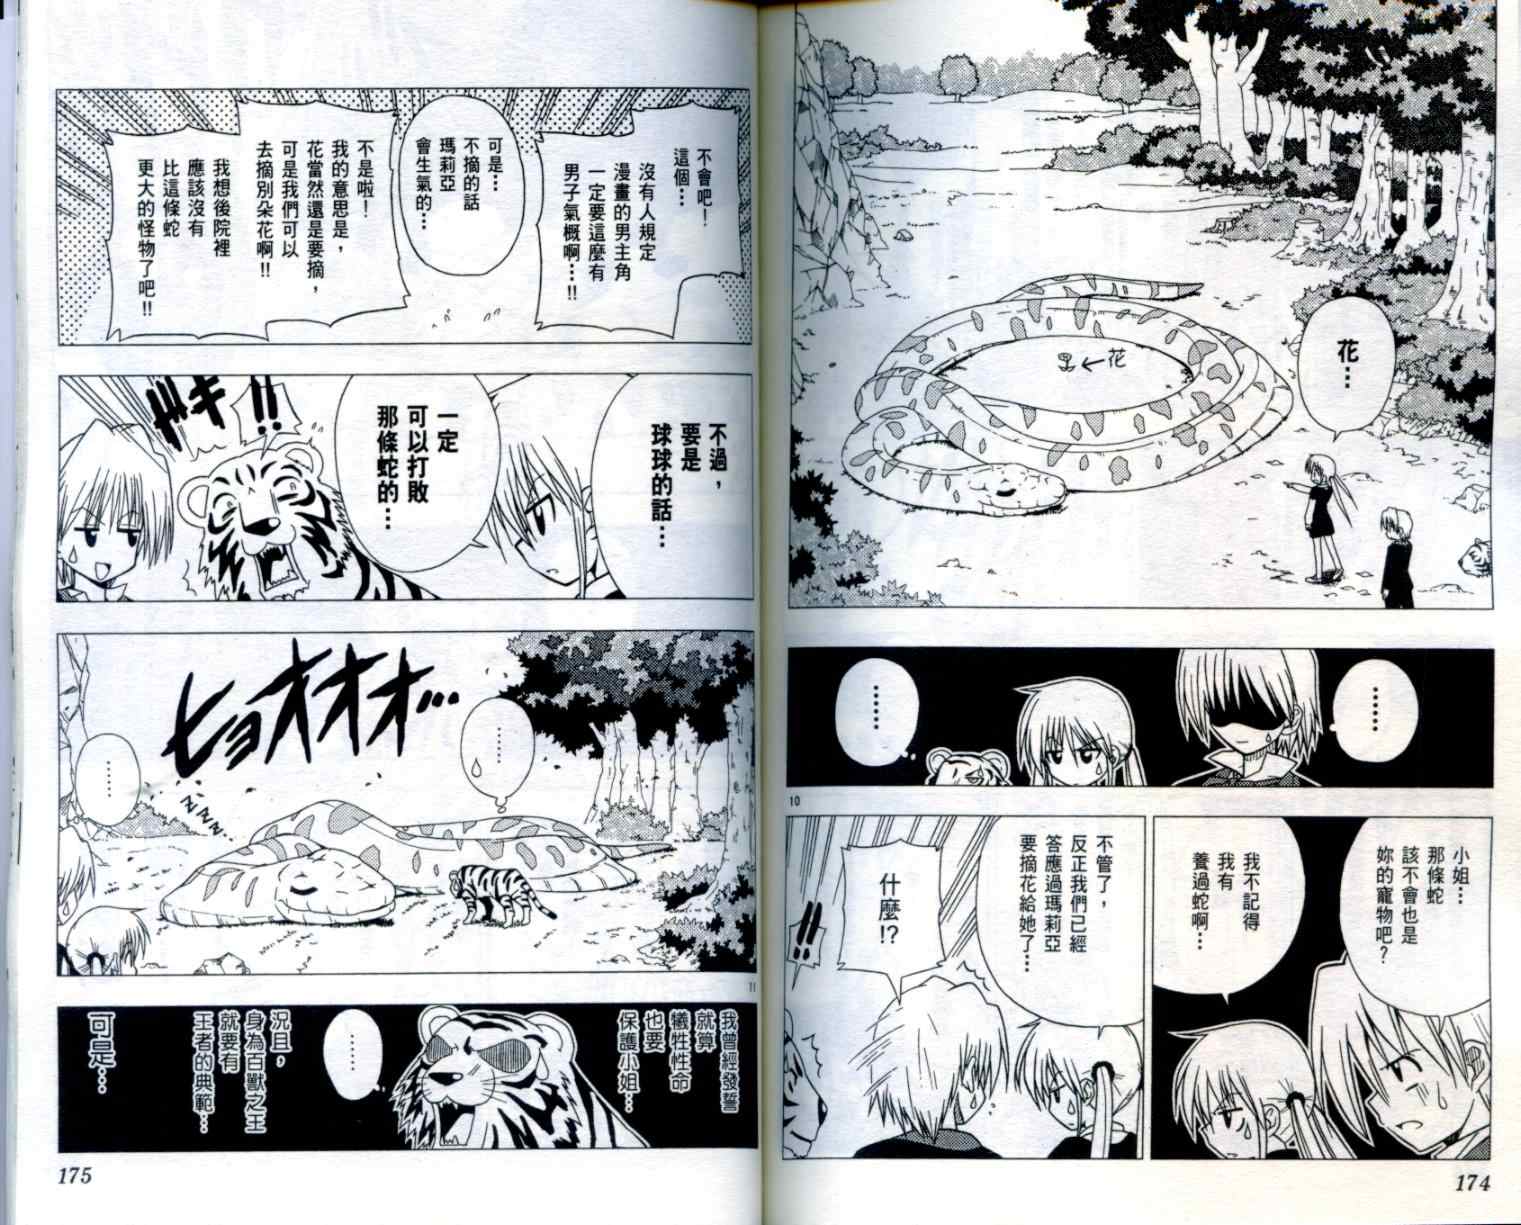 花…
花
……
……
小姐…
那條蛇
該不會也是
妳的寵物吧?
我不記得
我有
養過蛇啊…
不管了，
反正我們已經
答應過瑪莉亞
要摘花給她了…
什麼!?
!!
10
174
不會吧!
這個…
沒有人規定
漫畫的男主角
一定要這麼有
男子氣概啊…!!
可是…
不摘的話
瑪莉亞
會生氣的…
不是啦!
我的意思是，
花當然還是要摘，
可是我們可以
去摘別朵花啊!!
我想後院裡
應該沒有
比這條蛇
更大的怪物了吧!!
不過，
要是
球球的話…
一定
可以打敗
那條蛇的…
!!
ガキ
……
ヒョオオオ…
ZZZZ…
……
11
我曾經發誓
就算
犧牲性命
也要
保護小姐…
……
況且，
身為百獸之王
就要有
王者的典範…
可是…
175